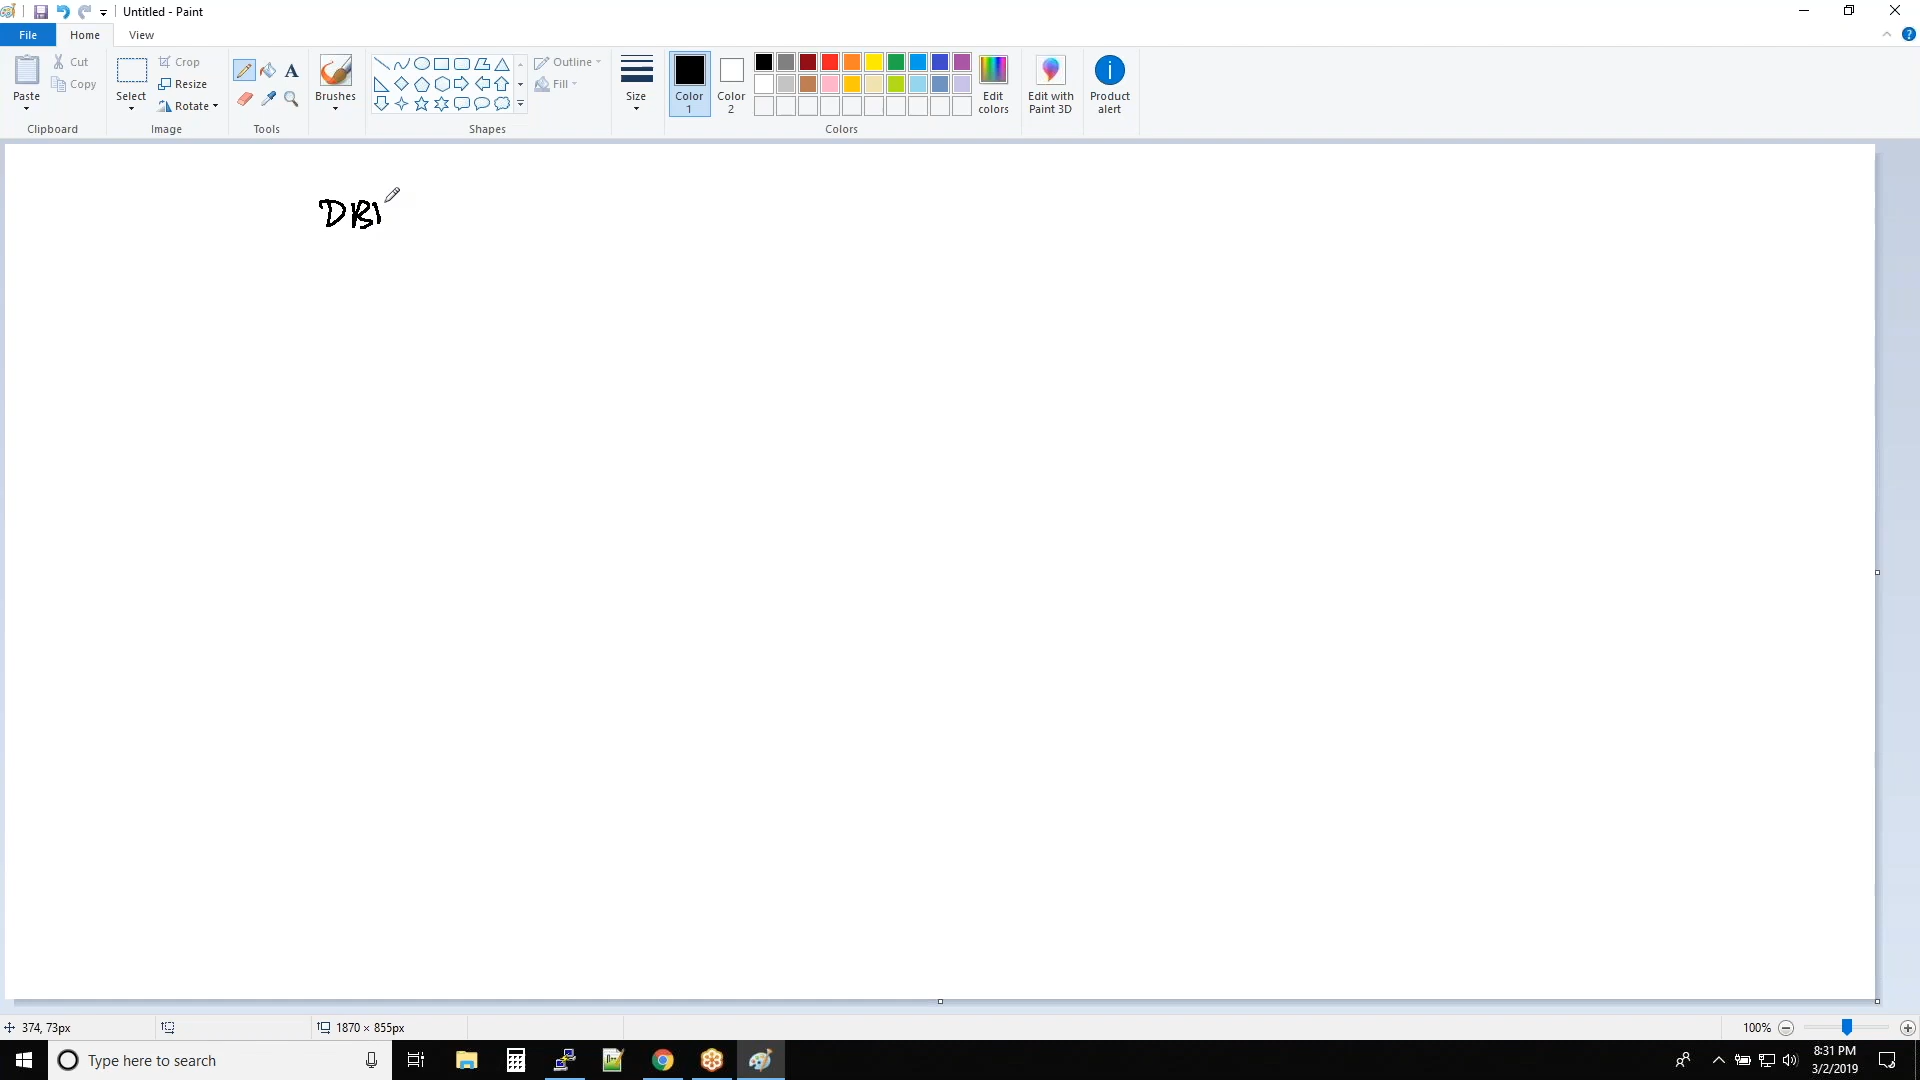 Untitled - Paint
File Home View
Paste Cut Copy Clipboard
Select Crop Resize Rotate Image
Tools
Brushes
Shapes
Outline Fill
Size
Color 1 Color 2
Colors
Edit colors
Edit with Paint 3D
Product alert
DB
374, 73px 1870 × 855px 100%
Type here to search
8:31 PM
3/2/2019